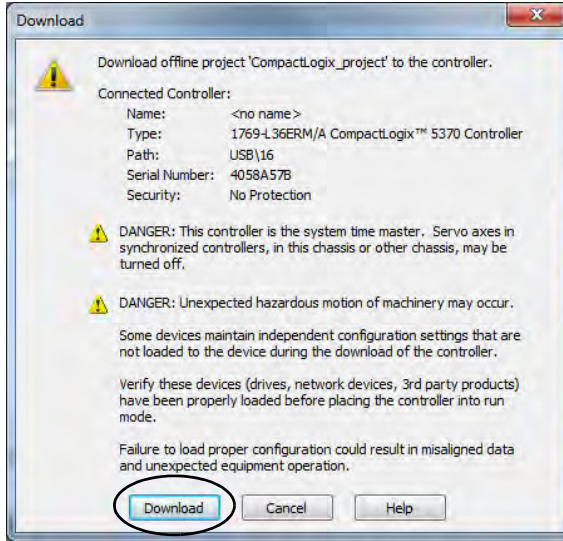 Download
Download offline project 'CompactLogix_project' to the controller.
Connected Controller:
Name: <no name>
Type: 1769-L36ERM/A CompactLogix™ 5370 Controller
Path: USB\16
Serial Number: 4058A57B
Security: No Protection
DANGER: This controller is the system time master. Servo axes in
synchronized controllers, in this chassis or other chassis, may be
turned off.
DANGER: Unexpected hazardous motion of machinery may occur.
Some devices maintain independent configuration settings that are
not loaded to the device during the download of the controller.
Verify these devices (drives, network devices, 3rd party products)
have been properly loaded before placing the controller into run
mode.
Failure to load proper configuration could result in misaligned data
and unexpected equipment operation.
Download Cancel Help